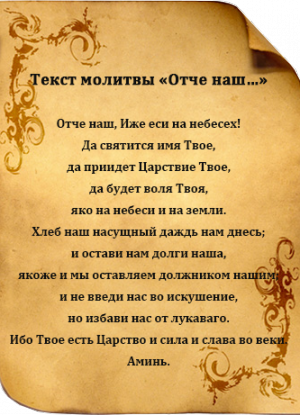 Текст молитвы «Отче наш...»
Отче наш, Иже еси на небесех!
Да святится имя Твое,
да приидет Царствие Твое,
да будет воля Твоя,
яко на небеси и на земли.
Хлеб наш насущный даждь нам днесь;
и остави нам долги наша,
якоже и мы оставляем должником нашим;
и не введи нас во искушение,
но избави нас от лукаваго.
Ибо Твое есть Царство и сила и слава во веки.
Аминь.